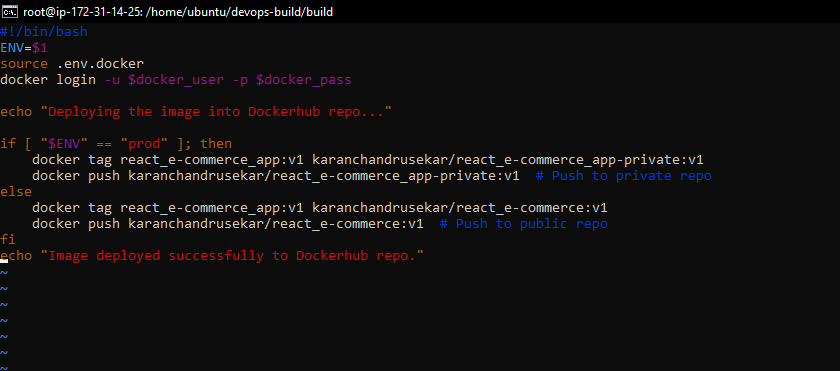 root@ip-172-31-14-25: /home/ubuntu/devops-build/build
#!/bin/bash
ENV=$1
source .env.docker
docker login -u $docker_user -p $docker_pass

echo "Deploying the image into Dockerhub repo..."

if [ "$ENV" == "prod" ]; then
    docker tag react_e-commerce_app:v1 karanchandrusekar/react_e-commerce_app-private:v1
    docker push karanchandrusekar/react_e-commerce_app-private:v1  # Push to private repo
else
    docker tag react_e-commerce_app:v1 karanchandrusekar/react_e-commerce:v1
    docker push karanchandrusekar/react_e-commerce:v1  # Push to public repo
fi
echo "Image deployed successfully to Dockerhub repo."
~
~
~
~
~
~
~